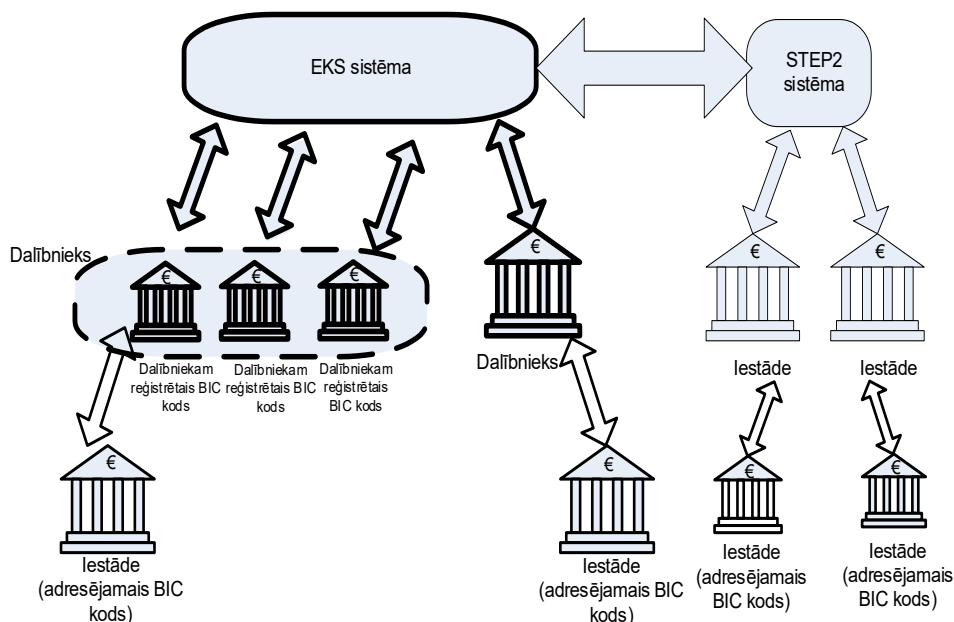 EKS sistēma
STEP2
sistēma
Dalībnieks
€
€
€
€
€
€
Dalībniekam
reģistrētais BIC
kods
Dalībniekam
reģistrētais BIC
kods
Dalībniekam
reģistrētais
BIC kods
Dalībnieks
Iestāde
Iestāde
€
€
€
€
Iestāde
(adresējamais BIC
kods)
Iestāde
(adresējamais BIC
kods)
Iestāde
(adresējamais
BIC kods)
Iestāde
(adresējamais
BIC kods)